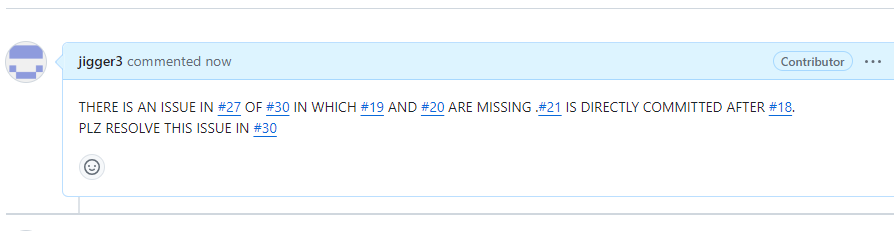 jigger3 commented now
Contributor
THERE IS AN ISSUE IN #27 OF #30 IN WHICH #19 AND #20 ARE MISSING .#21 IS DIRECTLY COMMITTED AFTER #18.
PLZ RESOLVE THIS ISSUE IN #30